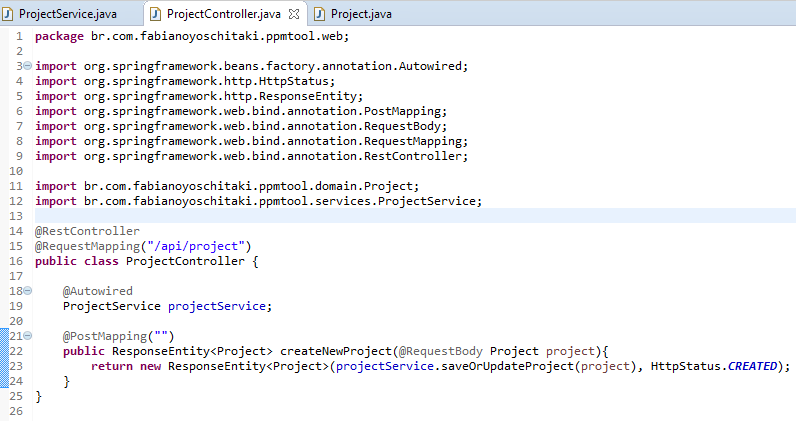 ProjectService.java ProjectController.java Project.java
1 package br.com.fabianoyoschitaki.ppmtool.web;
2
3 import org.springframework.beans.factory.annotation.Autowired;
4 import org.springframework.http.HttpStatus;
5 import org.springframework.http.ResponseEntity;
6 import org.springframework.web.bind.annotation.PostMapping;
7 import org.springframework.web.bind.annotation.RequestBody;
8 import org.springframework.web.bind.annotation.RequestMapping;
9 import org.springframework.web.bind.annotation.RestController;
10
11 import br.com.fabianoyoschitaki.ppmtool.domain.Project;
12 import br.com.fabianoyoschitaki.ppmtool.services.ProjectService;
13
14 @RestController
15 @RequestMapping("/api/project")
16 public class ProjectController {
17
18     @Autowired
19     ProjectService projectService;
20
21     @PostMapping("")
22     public ResponseEntity<Project> createNewProject(@RequestBody Project project){
23         return new ResponseEntity<Project>(projectService.saveOrUpdateProject(project), HttpStatus.CREATED);
24     }
25 }
26